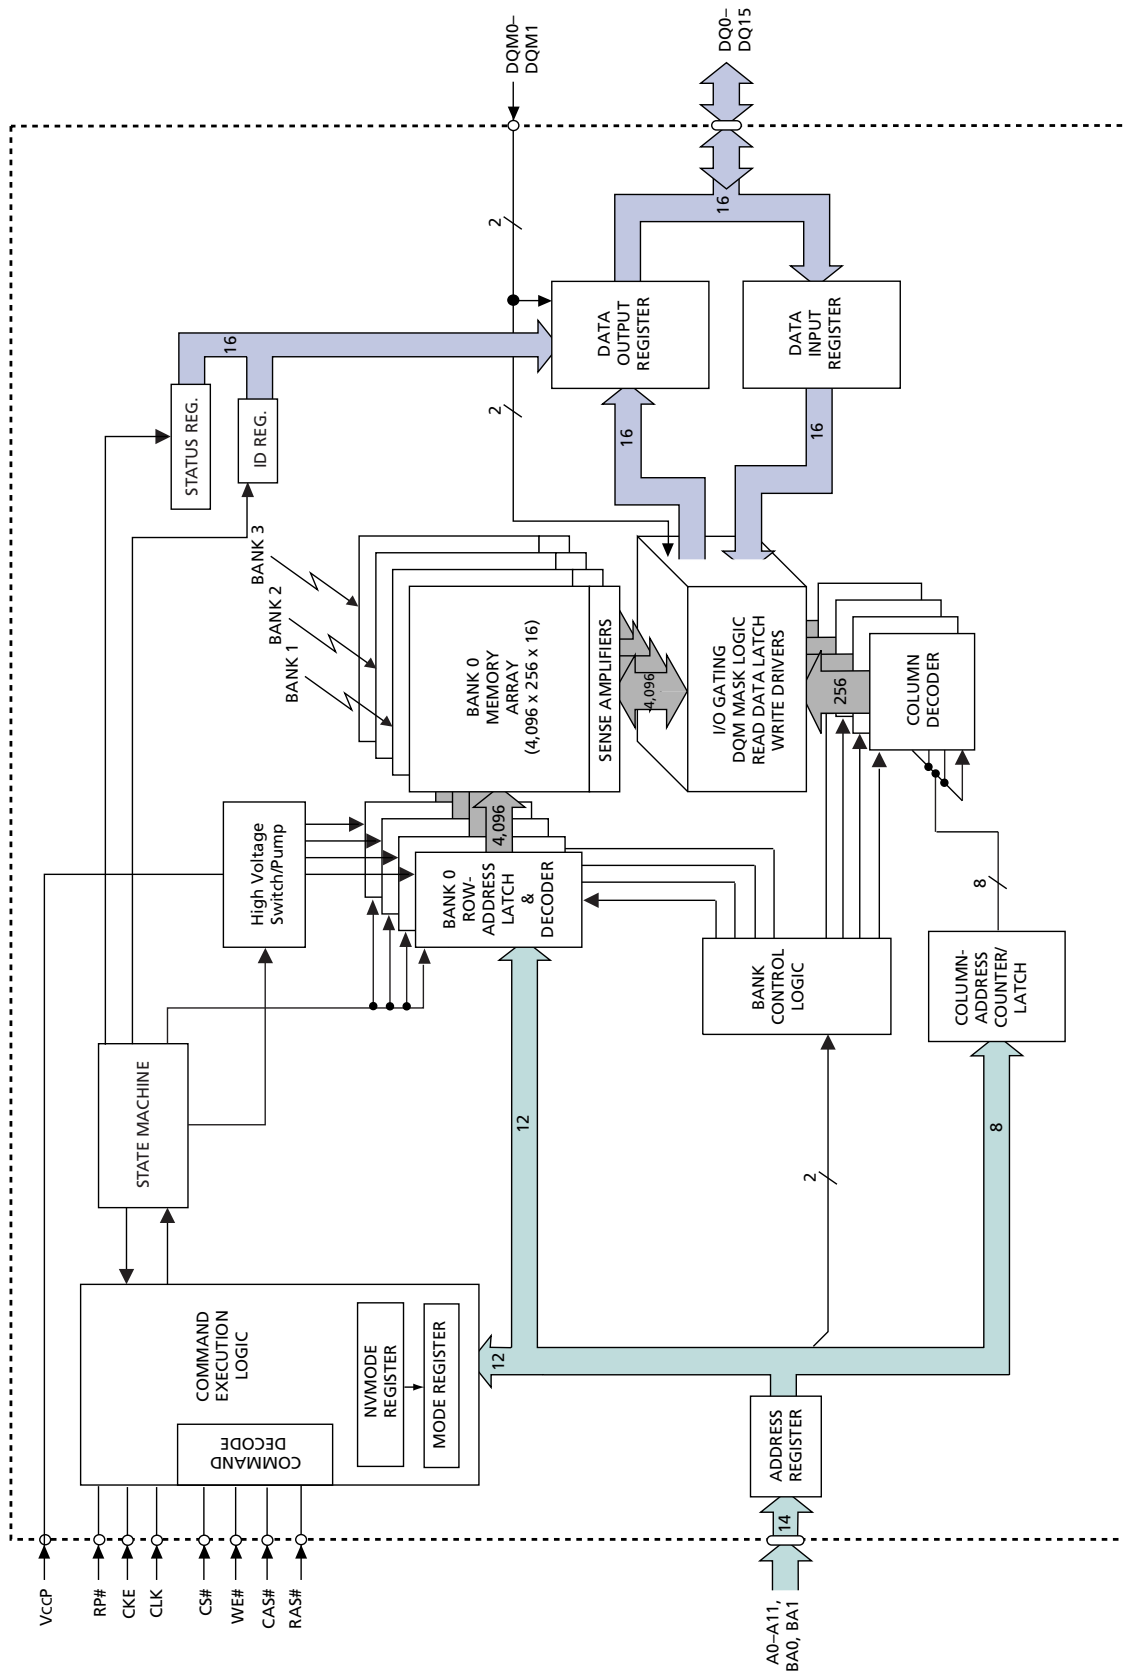 VccP
RP#
CKE
CLK
CS#
WE#
CAS#
RAS#
A0–A11,
BA0, BA1
14
COMMAND
EXECUTION
LOGIC
COMMAND
DECODE
NVMODE
REGISTER
MODE REGISTER
12
ADDRESS
REGISTER
STATE MACHINE
12
2
8
High Voltage
Switch/Pump
BANK 0
ROW-
ADDRESS
LATCH
&
DECODER
4,096
BANK
CONTROL
LOGIC
COLUMN-
ADDRESS
COUNTER/
LATCH
8
BANK 1
BANK 2
BANK 3
BANK 0
MEMORY
ARRAY
(4,096 x 256 x 16)
SENSE AMPLIFIERS
4,096
I/O GATING
DQM MASK LOGIC
READ DATA LATCH
WRITE DRIVERS
256
COLUMN
DECODER
STATUS REG.
ID REG.
16
2
2
16
16
DATA
OUTPUT
REGISTER
DATA
INPUT
REGISTER
16
DQM0–
DQM1
DQ0–
DQ15